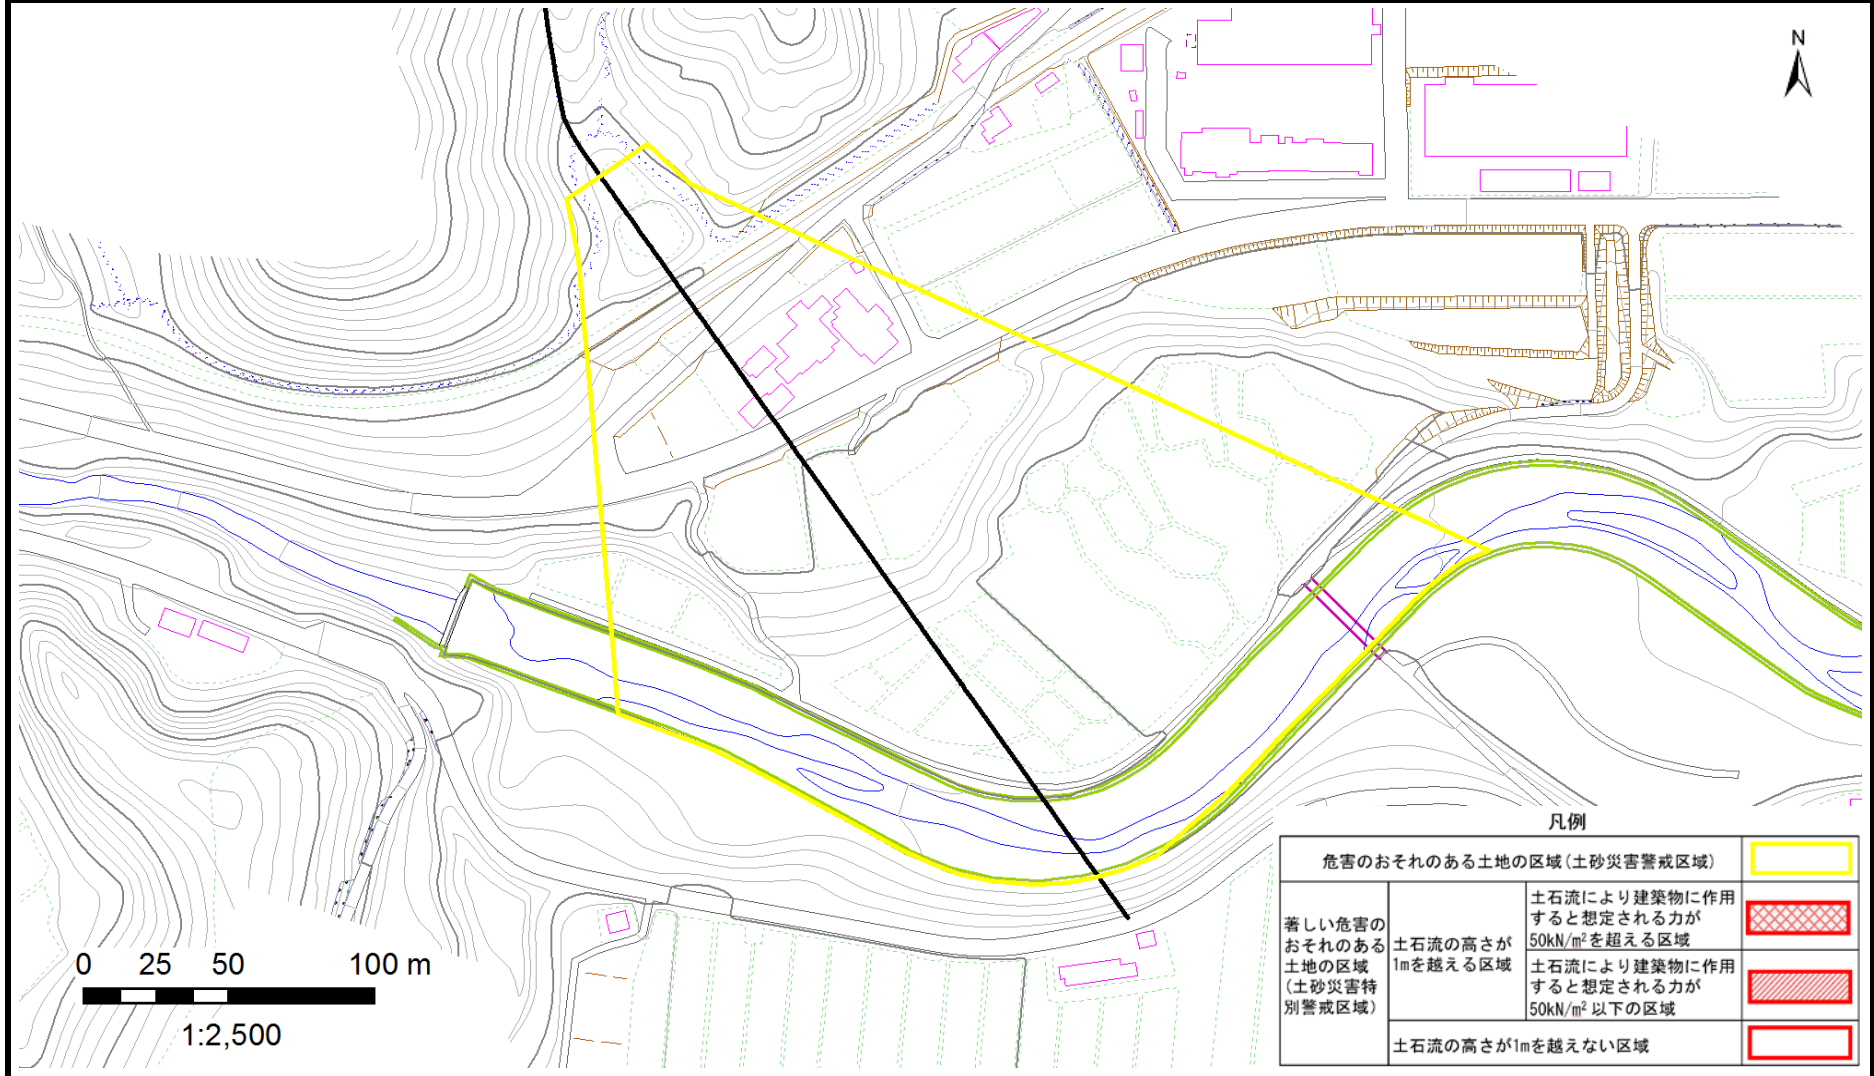 N
凡例
危害のおそれのある土地の区域(土砂災害警戒区域)
著しい危害の
おそれのある
土地の区域
(土砂災害特
別警戒区域)
土石流の高さが
1mを越える区域
土石流により建築物に作用
すると想定される力が
50kN/m²を超える区域
土石流により建築物に作用
すると想定される力が
50kN/m²以下の区域
土石流の高さが1mを越えない区域
0 25 50 100 m
1:2,500